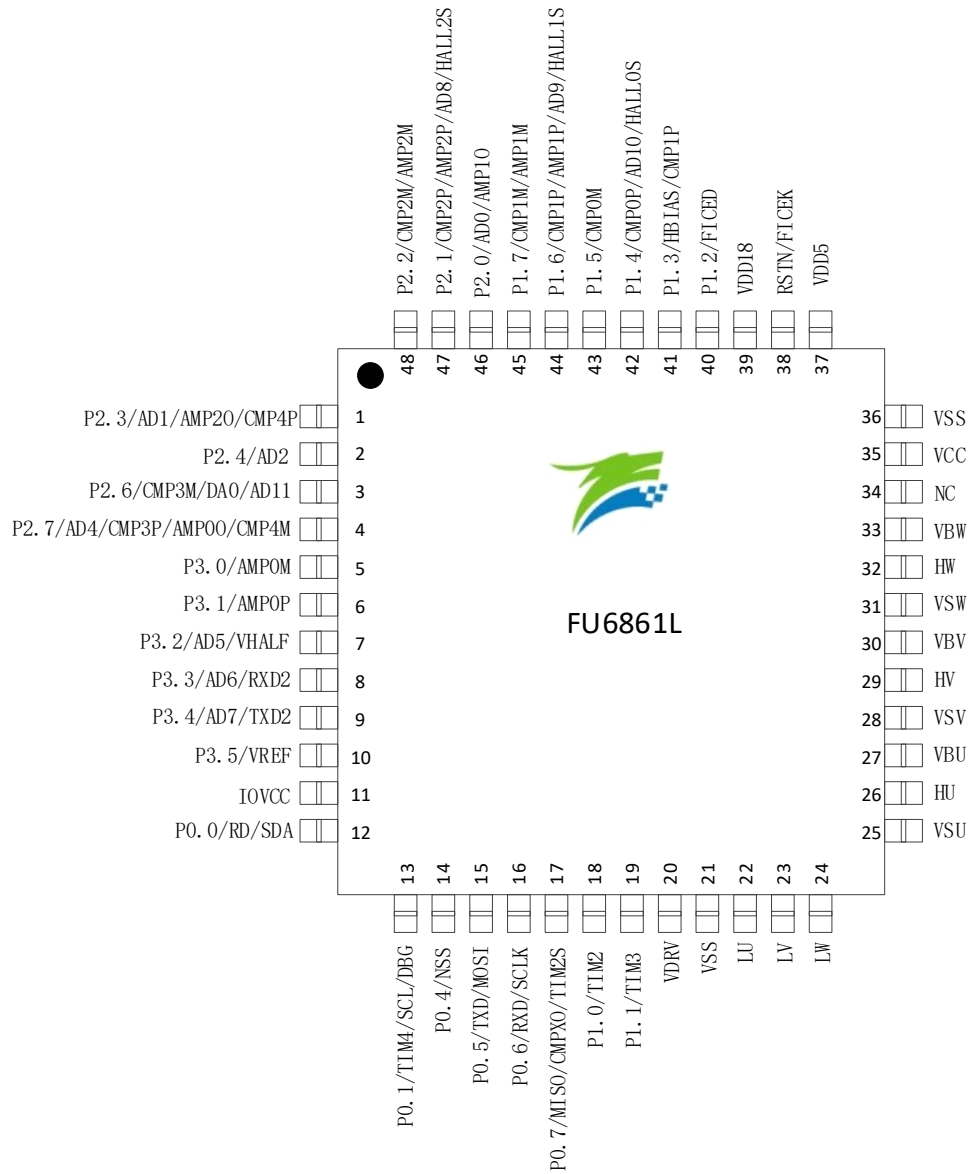 P2.2/CMP2M/AMP2M
P2.1/CMP2P/AMP2P/AD8/HALL2S
P2.0/AD0/AMP1O
P1.7/CMP1M/AMP1M
P1.6/CMP1P/AMP1P/AD9/HALL1S
P1.5/CMP0M
P1.4/CMP0P/AD10/HALL0S
P1.3/HBIAS/CMP1P
P1.2/FICED
VDD18
RSTN/FICEK
VDD5
48
47
46
45
44
43
42
41
40
39
38
37
P2.3/AD1/AMP2O/CMP4P 1
P2.4/AD2 2
P2.6/CMP3M/DA0/AD11 3
P2.7/AD4/CMP3P/AMP0O/CMP4M 4
P3.0/AMP0M 5
P3.1/AMP0P 6
P3.2/AD5/VHALF 7
P3.3/AD6/RXD2 8
P3.4/AD7/TXD2 9
P3.5/VREF 10
IOVCC 11
P0.0/RD/SDA 12
FU6861L
36 VSS
35 VCC
34 NC
33 VBW
32 HW
31 VSW
30 VBV
29 HV
28 VSV
27 VBU
26 HU
25 VSU
13
14
15
16
17
18
19
20
21
22
23
24
P0.1/TIM4/SCL/DBG
P0.4/NSS
P0.5/TXD/MOSI
P0.6/RXD/SCLK
P0.7/MISO/CMPXO/TIM2S
P1.0/TIM2
P1.1/TIM3
VDRV
VSS
LU
LV
LW